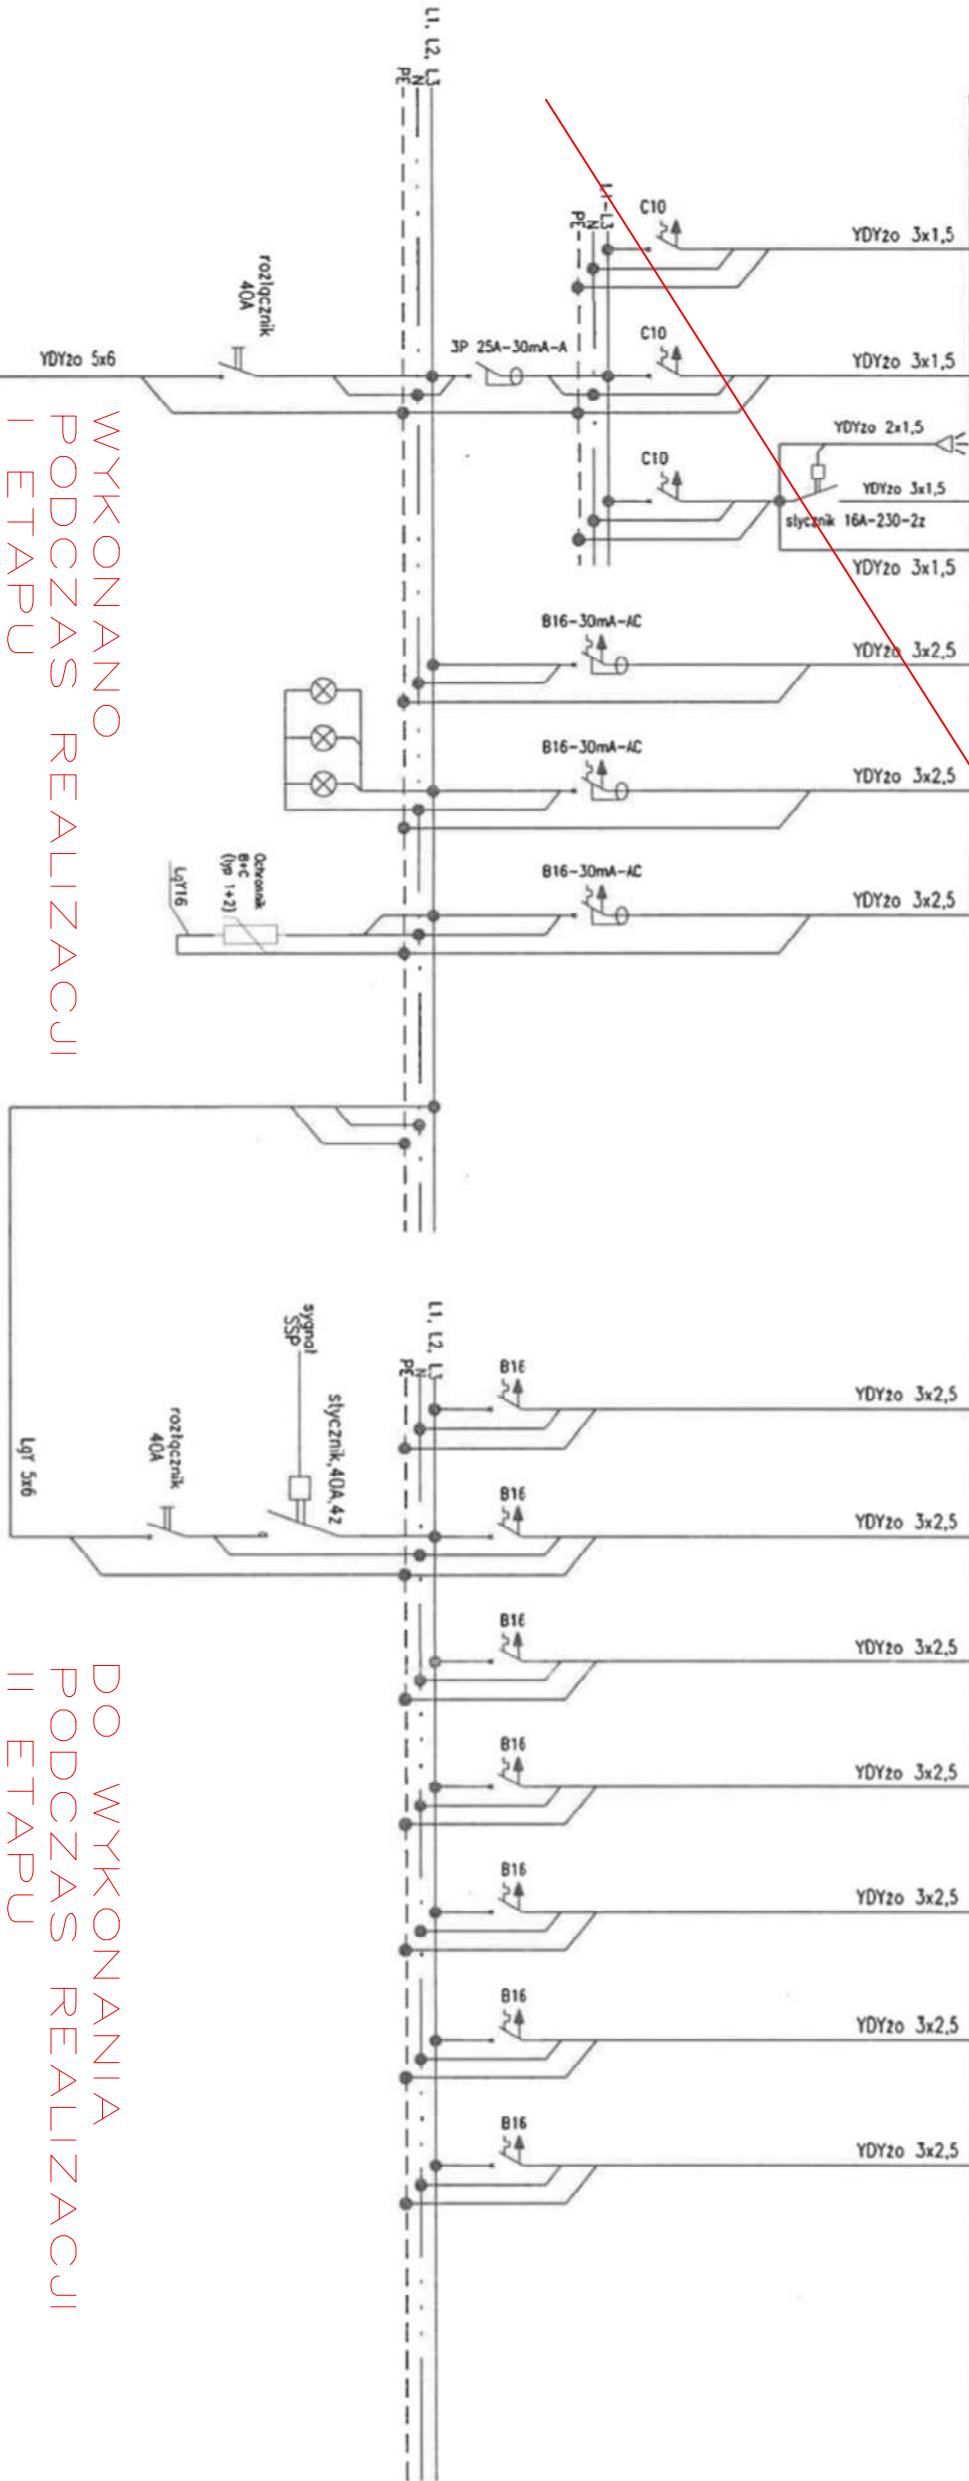 L1, L2, L3
N
PE
L1-L3
N
PE
C10
YDYżo 3x1,5
rozłącznik
40A
YDYżo 5x6
3P 25A-30mA-A
C10
YDYżo 3x1,5
YDYżo 2x1,5
C10
YDYżo 3x1,5
stycznik 16A-230-2z
YDYżo 3x1,5
B16-30mA-AC
YDYżo 3x2,5
B16-30mA-AC
YDYżo 3x2,5
B16-30mA-AC
YDYżo 3x2,5
Ochronnik
B+C
(typ 1+2)
LgY16
WYKONANO
PODCZAS REALIZACJI
I ETAPU
L1, L2, L3
N
PE
sygnał
SSP
stycznik,40A,4z
rozłącznik
40A
LgY 5x6
B16
YDYżo 3x2,5
B16
YDYżo 3x2,5
B16
YDYżo 3x2,5
B16
YDYżo 3x2,5
B16
YDYżo 3x2,5
B16
YDYżo 3x2,5
B16
YDYżo 3x2,5
DO WYKONANIA
PODCZAS REALIZACJI
II ETAPU